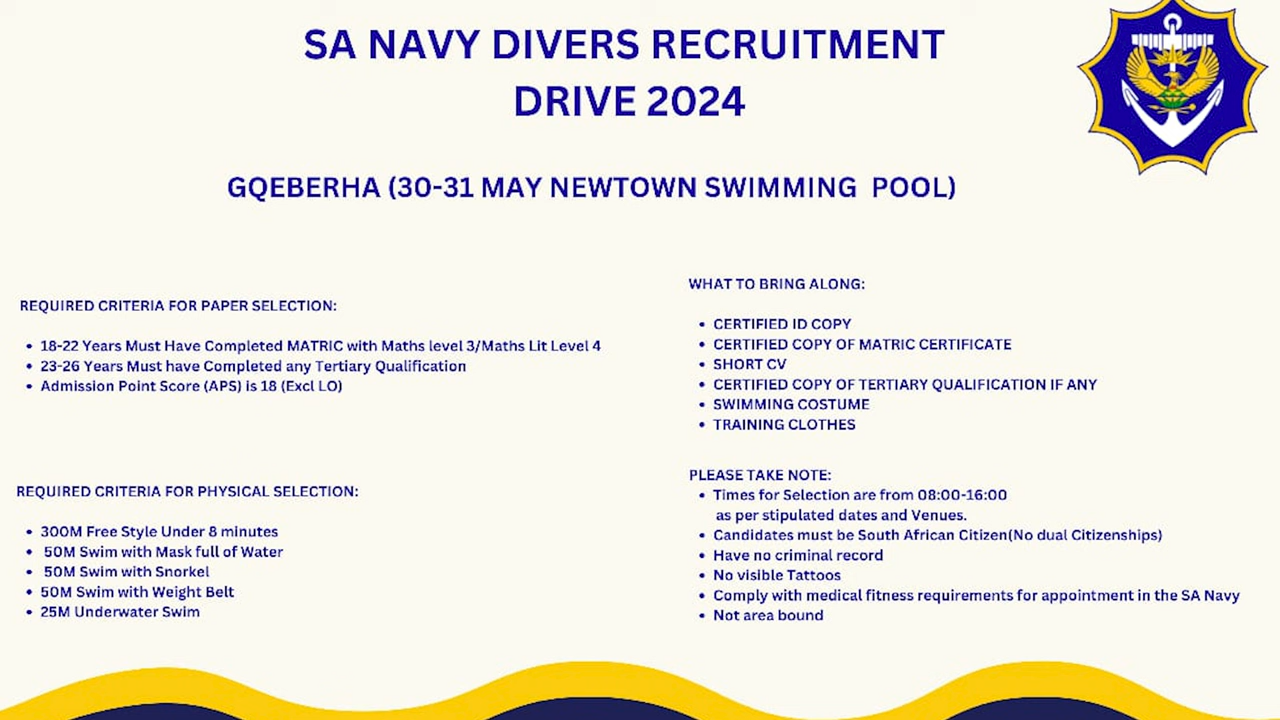 SA NAVY DIVERS RECRUITMENT
DRIVE 2024
GQEBERHA (30-31 MAY NEWTOWN SWIMMING POOL)
REQUIRED CRITERIA FOR PAPER SELECTION:
• 18-22 Years Must Have Completed MATRIC with Maths level 3/Maths Lit Level 4
• 23-26 Years Must have Completed any Tertiary Qualification
• Admission Point Score (APS) is 18 (Excl LO)
REQUIRED CRITERIA FOR PHYSICAL SELECTION:
• 300M Free Style Under 8 minutes
• 50M Swim with Mask full of Water
• 50M Swim with Snorkel
• 50M Swim with Weight Belt
• 25M Underwater Swim
WHAT TO BRING ALONG:
• CERTIFIED ID COPY
• CERTIFIED COPY OF MATRIC CERTIFICATE
• SHORT CV
• CERTIFIED COPY OF TERTIARY QUALIFICATION IF ANY
• SWIMMING COSTUME
• TRAINING CLOTHES
PLEASE TAKE NOTE:
• Times for Selection are from 08:00-16:00
as per stipulated dates and Venues.
• Candidates must be South African Citizen(No dual Citizenships)
• Have no criminal record
• No visible Tattoos
• Comply with medical fitness requirements for appointment in the SA Navy
• Not area bound